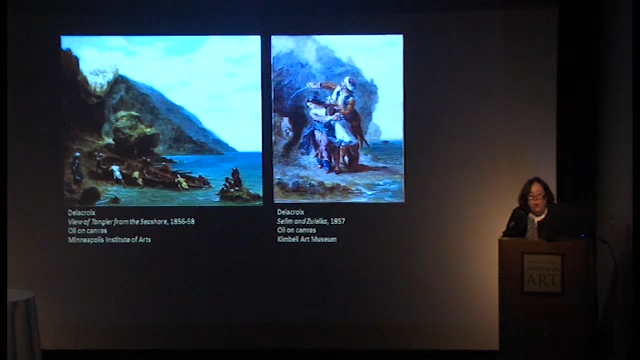 Delacroix
View of Tangier from the Seashore, 1856-58
Oil on canvas
Minneapolis Institute of Arts
Delacroix
Selim and Zuleika, 1857
Oil on canvas
Kimbell Art Museum
ART